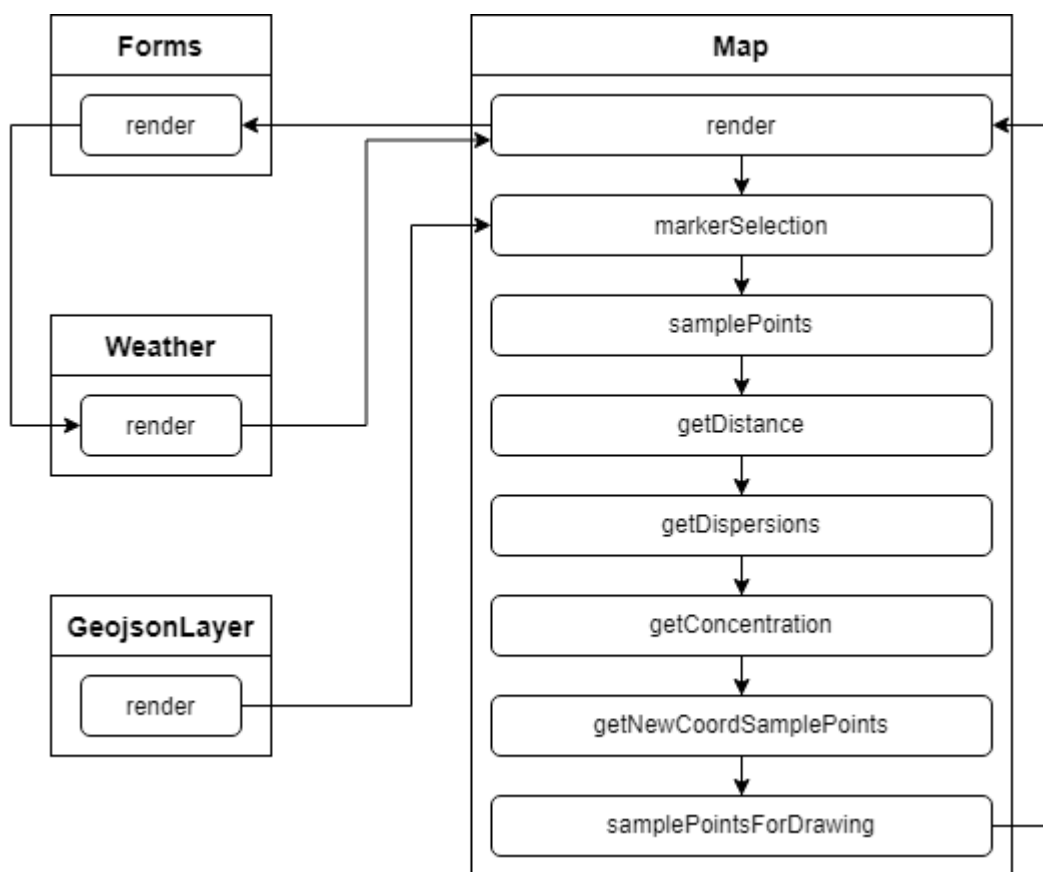 Forms
render
Weather
render
GeojsonLayer
render
Map
render
markerSelection
samplePoints
getDistance
getDispersions
getConcentration
getNewCoordSamplePoints
samplePointsForDrawing